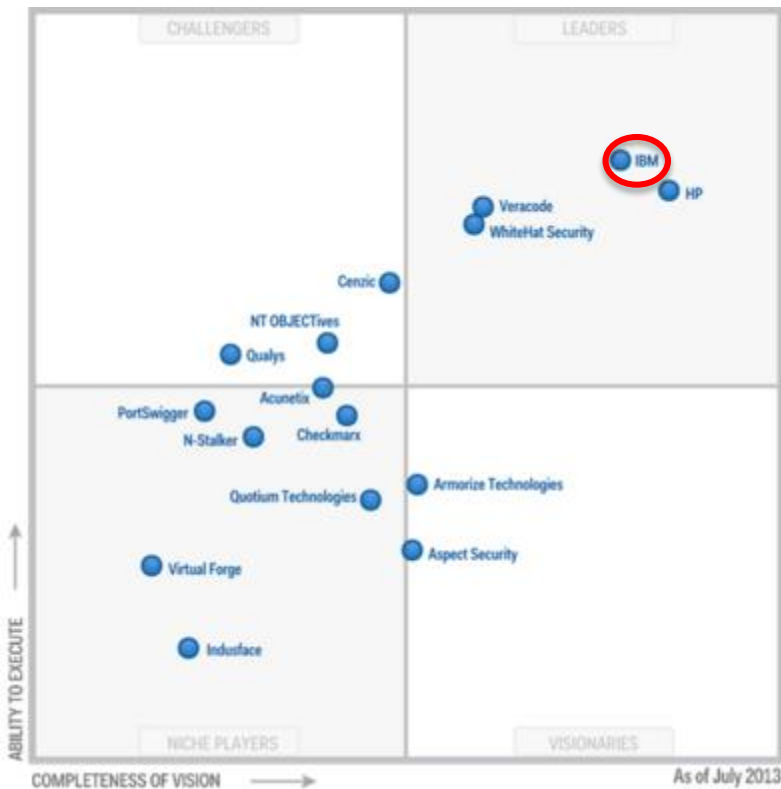 CHALLENGERS
LEADERS
IBM
HP
Veracode
WhiteHat Security
Cenzic
NT OBJECTives
Qualys
Acunetix
PortSwigger
Checkmarx
N-Stalker
Armorize Technologies
Quotium Technologies
Aspect Security
Virtual Forge
Indusface
ABILITY TO EXECUTE
NICHE PLAYERS
VISIONARIES
COMPLETENESS OF VISION
As of July 2013